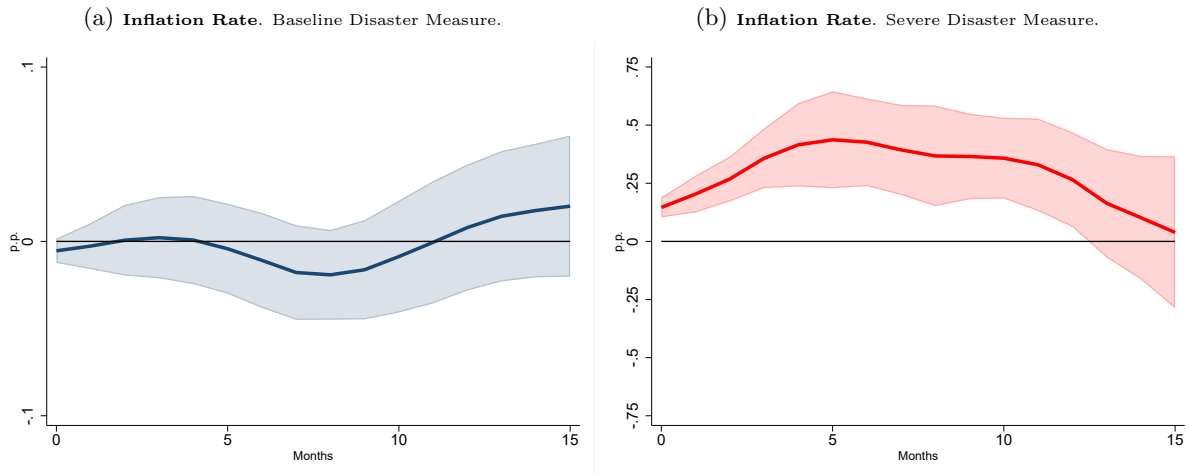 (a) Inflation Rate. Baseline Disaster Measure.
.1
0
-.1
p.p.
0 5 10 15
Months
(b) Inflation Rate. Severe Disaster Measure.
.75
.5
.25
0
-.25
-.5
-.75
p.p.
0 5 10 15
Months